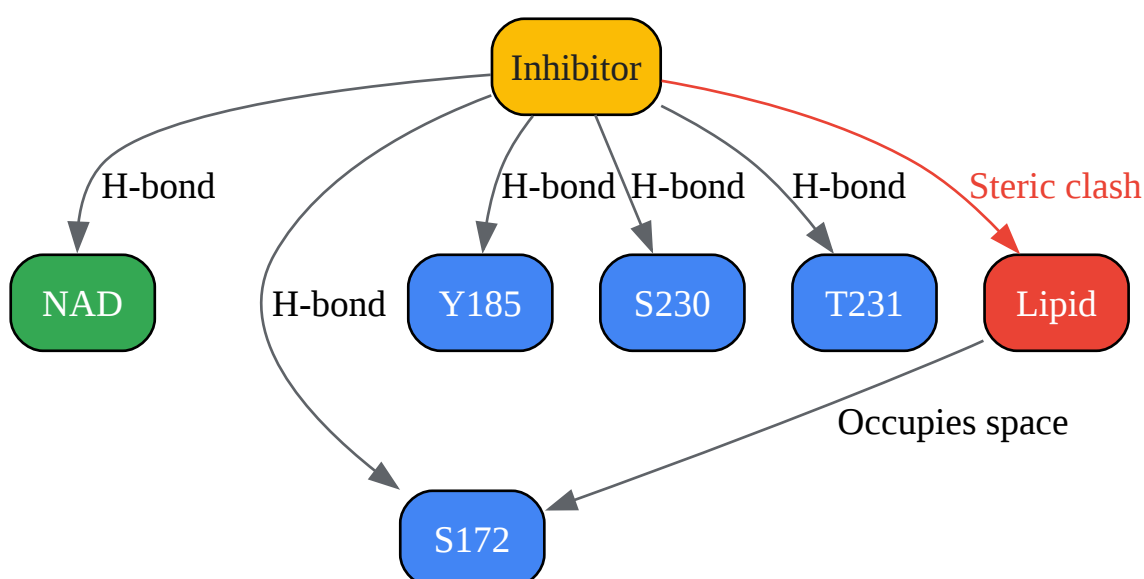 Inhibitor
H-bond
H-bond
H-bond
H-bond
Steric clash
NAD
H-bond
Y185
S230
T231
Lipid
Occupies space
S172